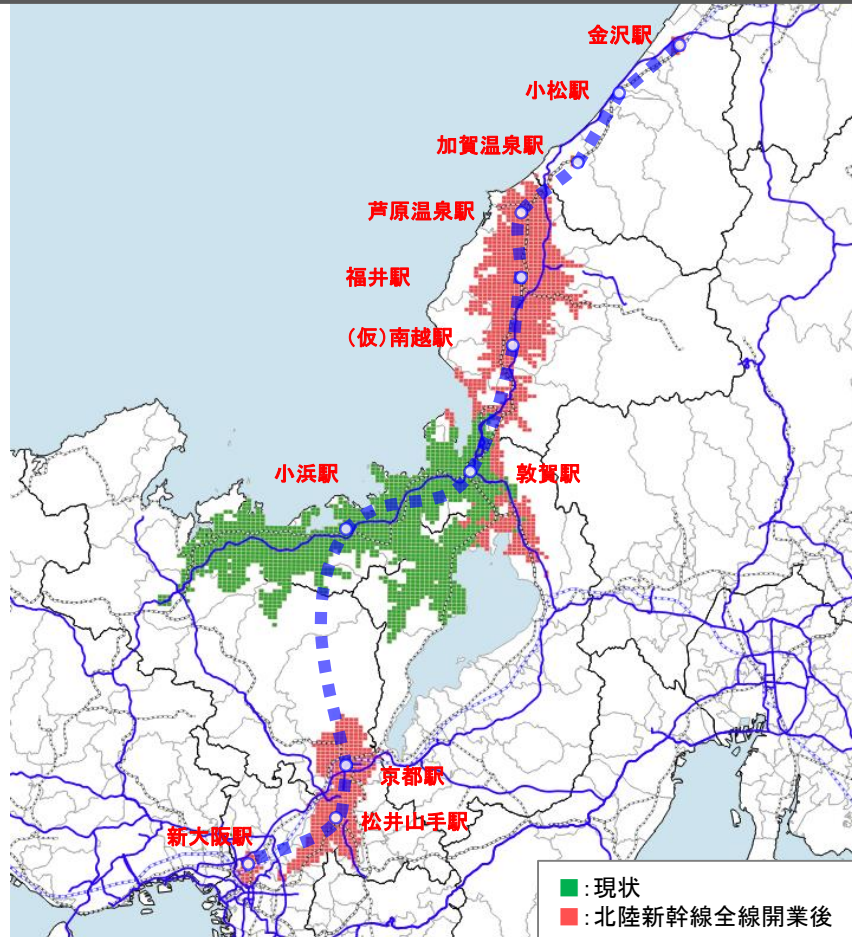 金沢駅
小松駅
加賀温泉駅
芦原温泉駅
福井駅
(仮)南越駅
小浜駅
敦賀駅
京都駅
松井山手駅
新大阪駅
■:現状
■:北陸新幹線全線開業後